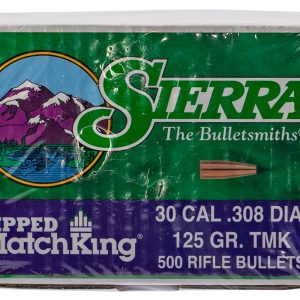 SIERRA
The Bulletsmiths®
IPPED
MatchKing®
30 CAL .308 DIA
125 GR. TMK
500 RIFLE BULLETS